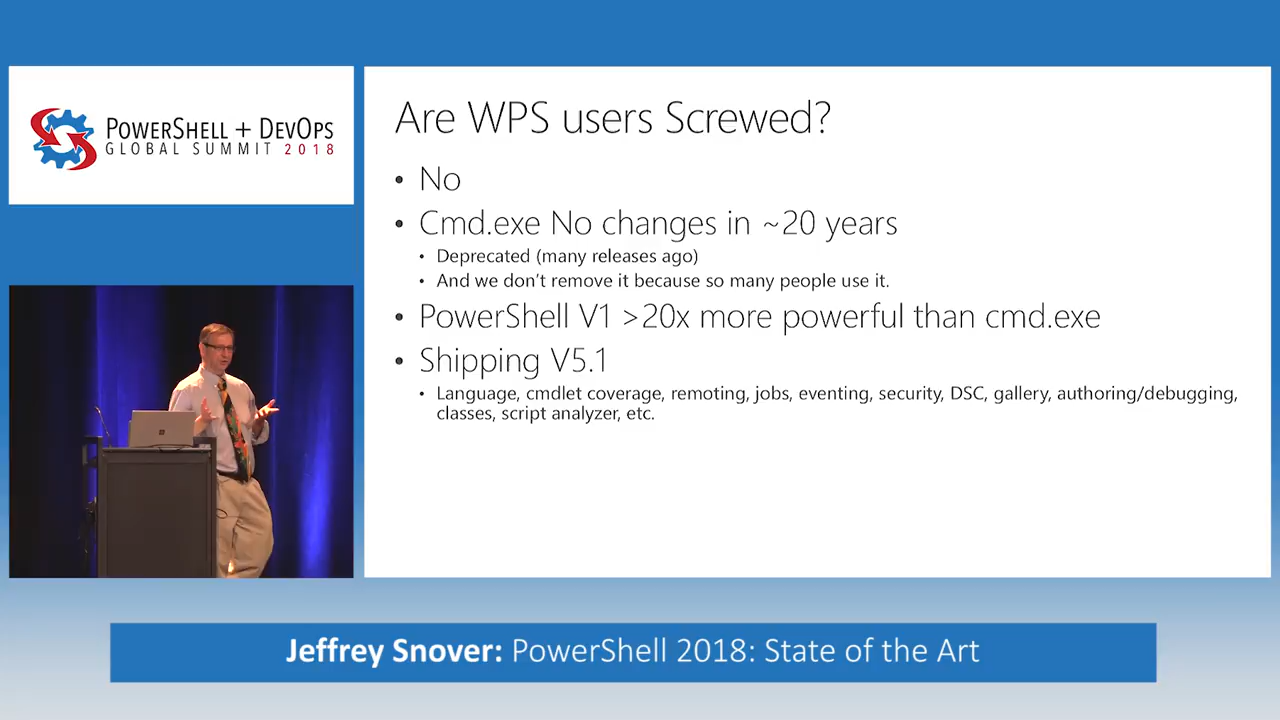 POWERSHELL + DEVOPS
GLOBAL SUMMIT 2018
Are WPS users Screwed?
• No
• Cmd.exe No changes in ~20 years
• Deprecated (many releases ago)
• And we don't remove it because so many people use it.
• PowerShell V1 >20x more powerful than cmd.exe
• Shipping V5.1
• Language, cmdlet coverage, remoting, jobs, eventing, security, DSC, gallery, authoring/debugging,
classes, script analyzer, etc.
Jeffrey Snover: PowerShell 2018: State of the Art